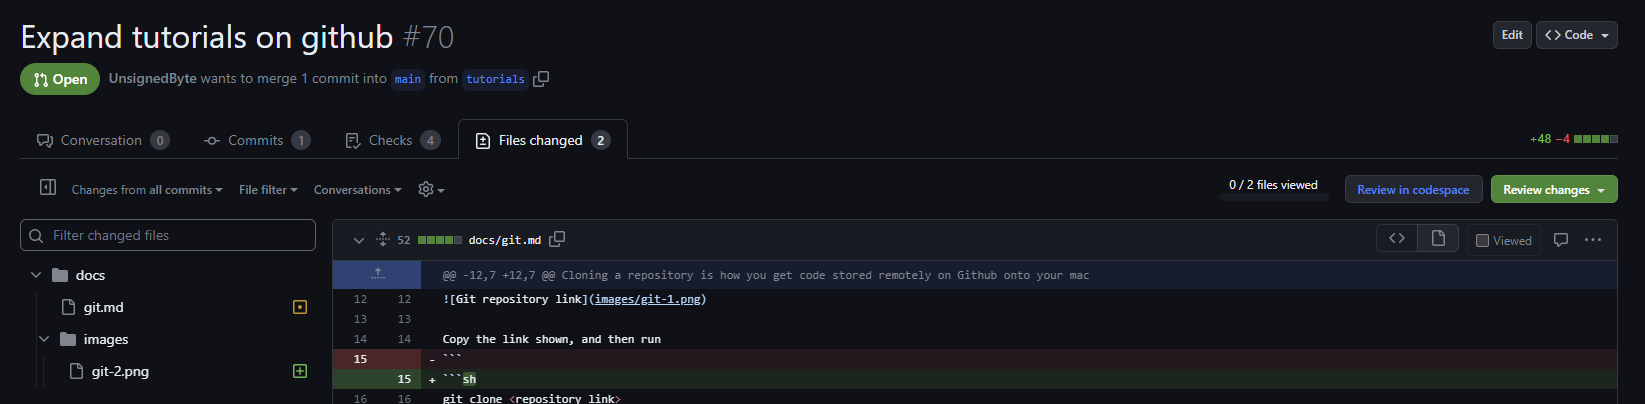 Expand tutorials on github #70
Edit
Code
Open
UnsignedByte wants to merge 1 commit into main from tutorials
Conversation 0
Commits 1
Checks 4
Files changed 2
+48 −4
Changes from all commits
File filter
Conversations
0 / 2 files viewed
Review in codespace
Review changes
Filter changed files
docs
git.md
images
git-2.png
52 docs/git.md
Viewed
@@ -12,7 +12,7 @@ Cloning a repository is how you get code stored remotely on Github onto your mac
12 12 ![Git repository link](images/git-1.png)
13 13
14 14 Copy the link shown, and then run
15 - ```
15 + ```sh
16 16 git clone <repository link>